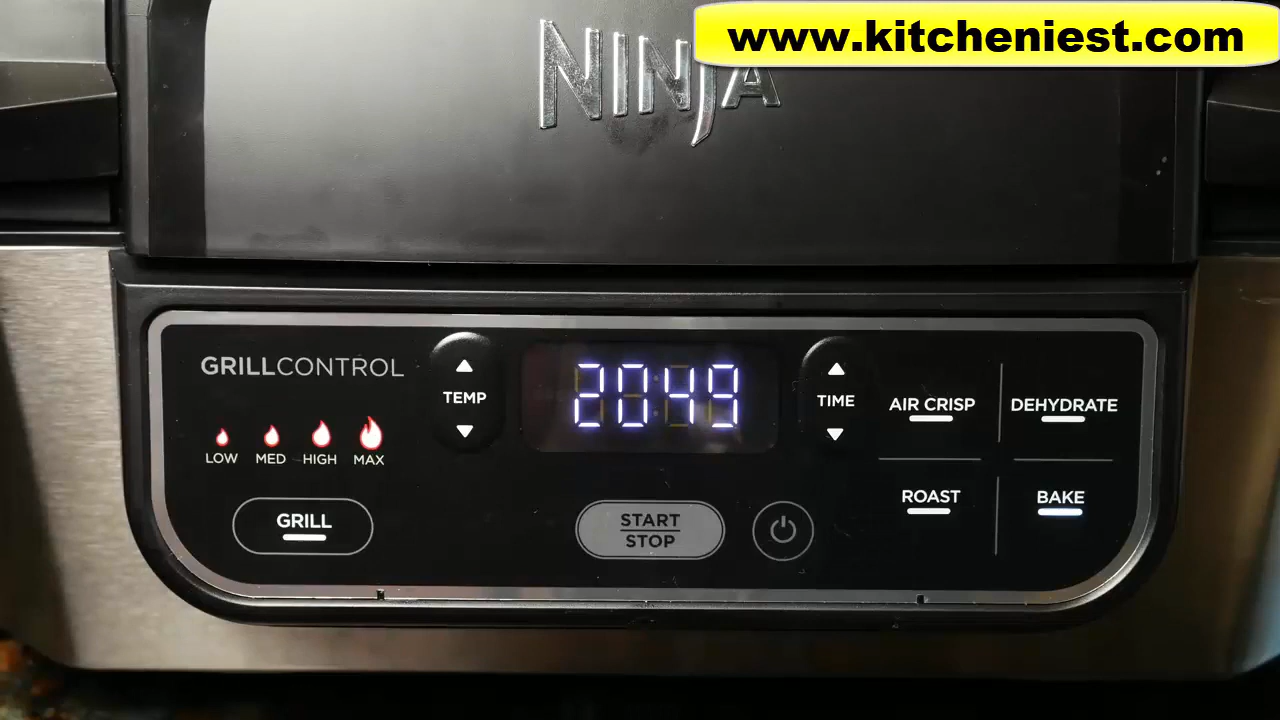 www.kitcheniest.com
NINJA
GRILLCONTROL
TEMP
2049
TIME
AIR CRISP
DEHYDRATE
LOW
MED
HIGH
MAX
ROAST
BAKE
GRILL
START
STOP